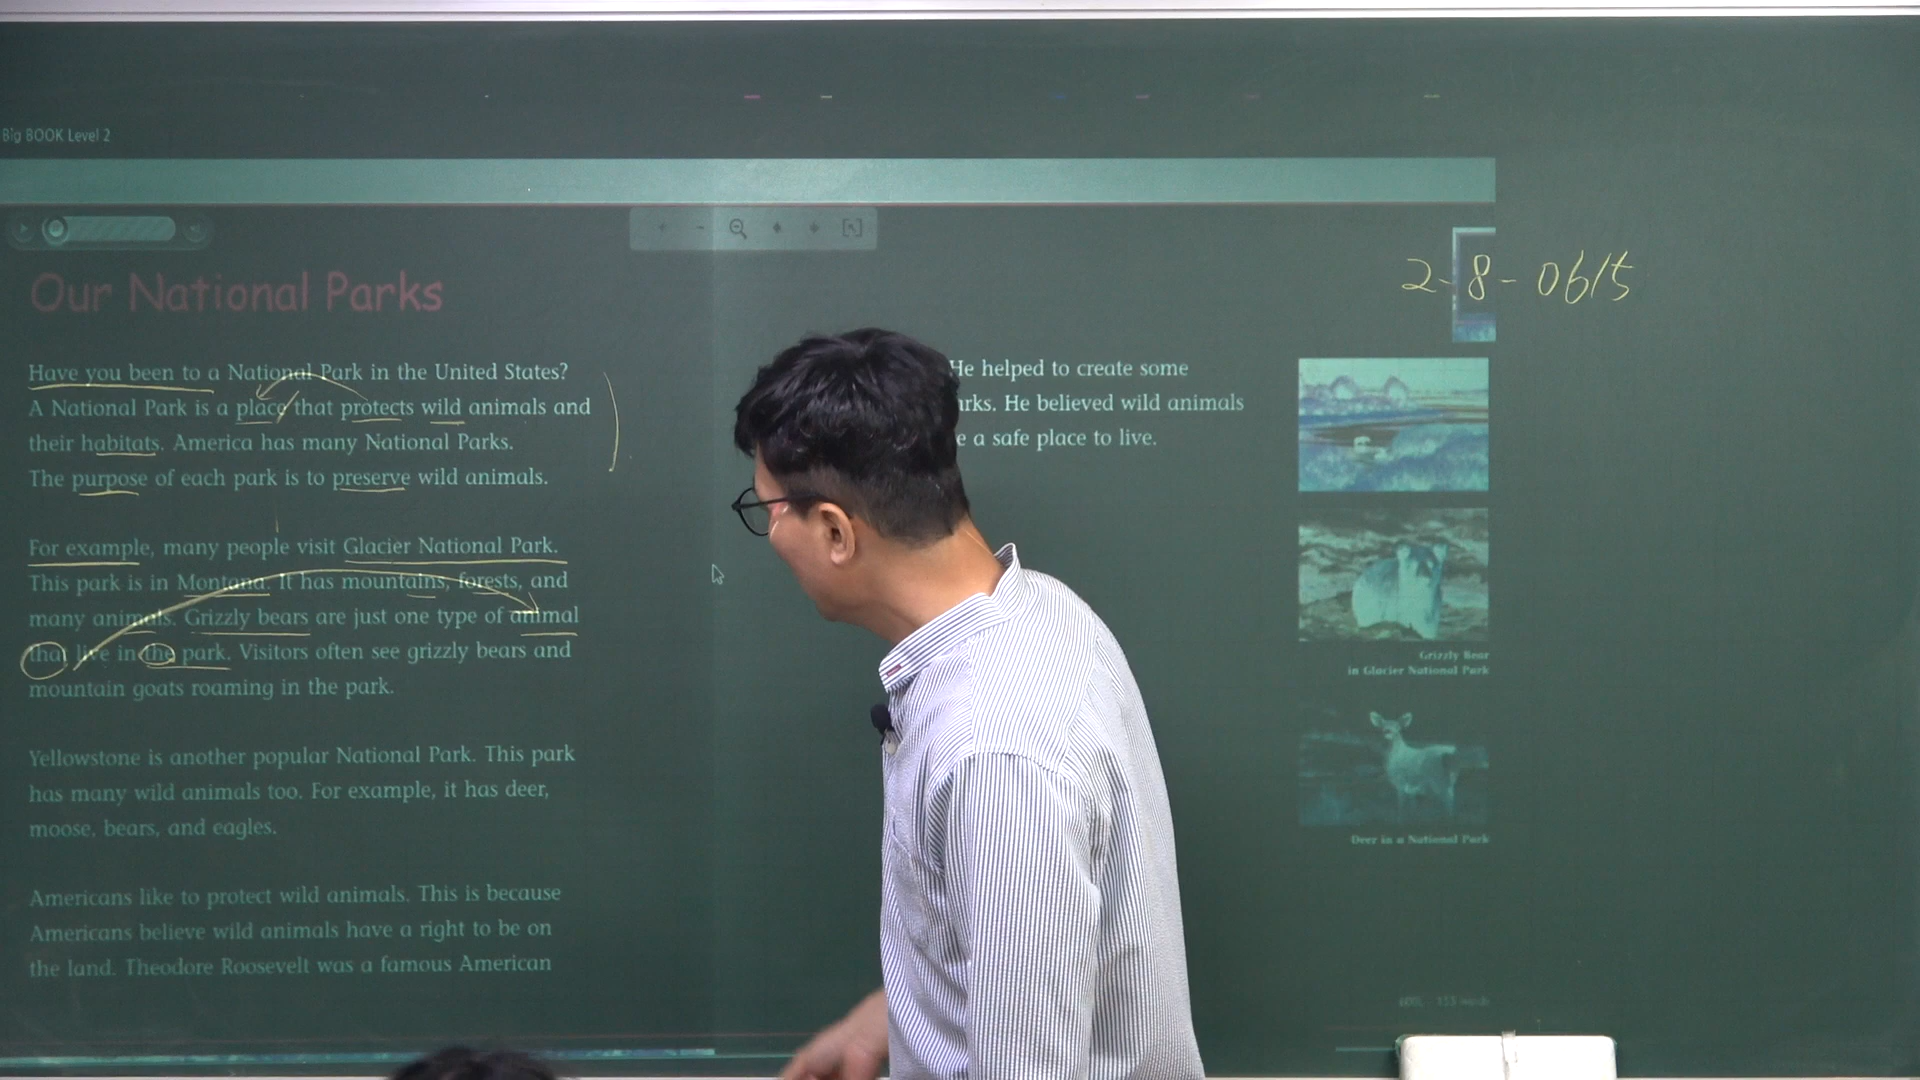 Big BOOK Level 2
2-8-0615
Our National Parks
Have you been to a National Park in the United States?
A National Park is a place that protects wild animals and
their habitats. America has many National Parks.
The purpose of each park is to preserve wild animals.
For example, many people visit Glacier National Park.
This park is in Montana. It has mountains, forests, and
many animals. Grizzly bears are just one type of animal
that live in the park. Visitors often see grizzly bears and
mountain goats roaming in the park.
Yellowstone is another popular National Park. This park
has many wild animals too. For example, it has deer,
moose, bears, and eagles.
Americans like to protect wild animals. This is because
Americans believe wild animals have a right to be on
the land. Theodore Roosevelt was a famous American
He helped to create some
He believed wild animals
a safe place to live.
Grizzly Bear
in Glacier National Park
Deer in a National Park